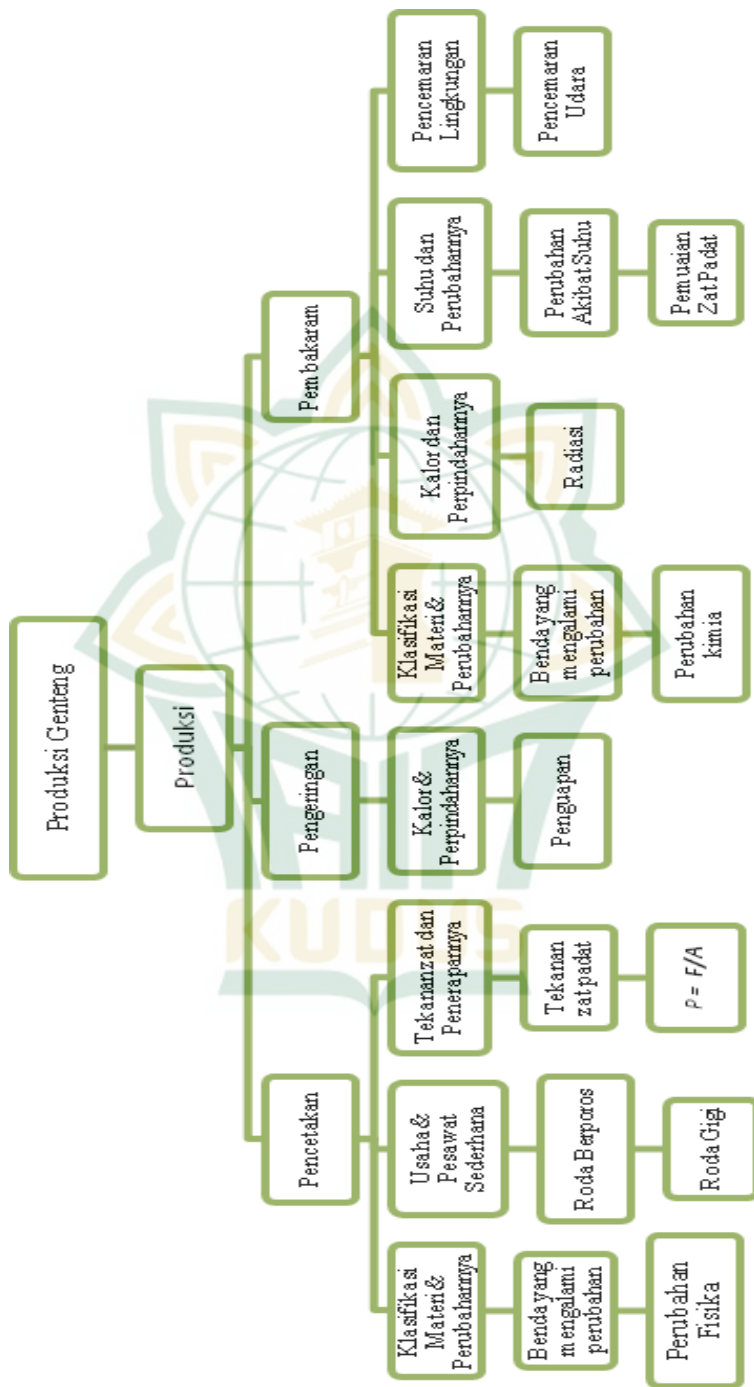 Produksi Genteng
Produksi
Pencetakan
Pengeringan
Pembakaram
Klasifikasi
Materi &
Perubahannya
Usaha &
Pesawat
Sederhana
Tekanan zat dan
Penerapannya
Kalor &
Perpindahannya
Klasifikasi
Materi &
Perubahannya
Kalor dan
Perpindahannya
Suhu dan
Perubahannya
Pencemaran
Lingkungan
Benda yang
mengalami
perubahan
Roda Berporos
Tekanan
zat padat
Penguapan
Benda yang
mengalami
perubahan
Radiasi
Perubahan
Akibat Suhu
Pencemaran
Udara
Perubahan
Fisika
Roda Gigi
P = F/A
Perubahan
kimia
Pemuaian
Zat Padat
KUDUS